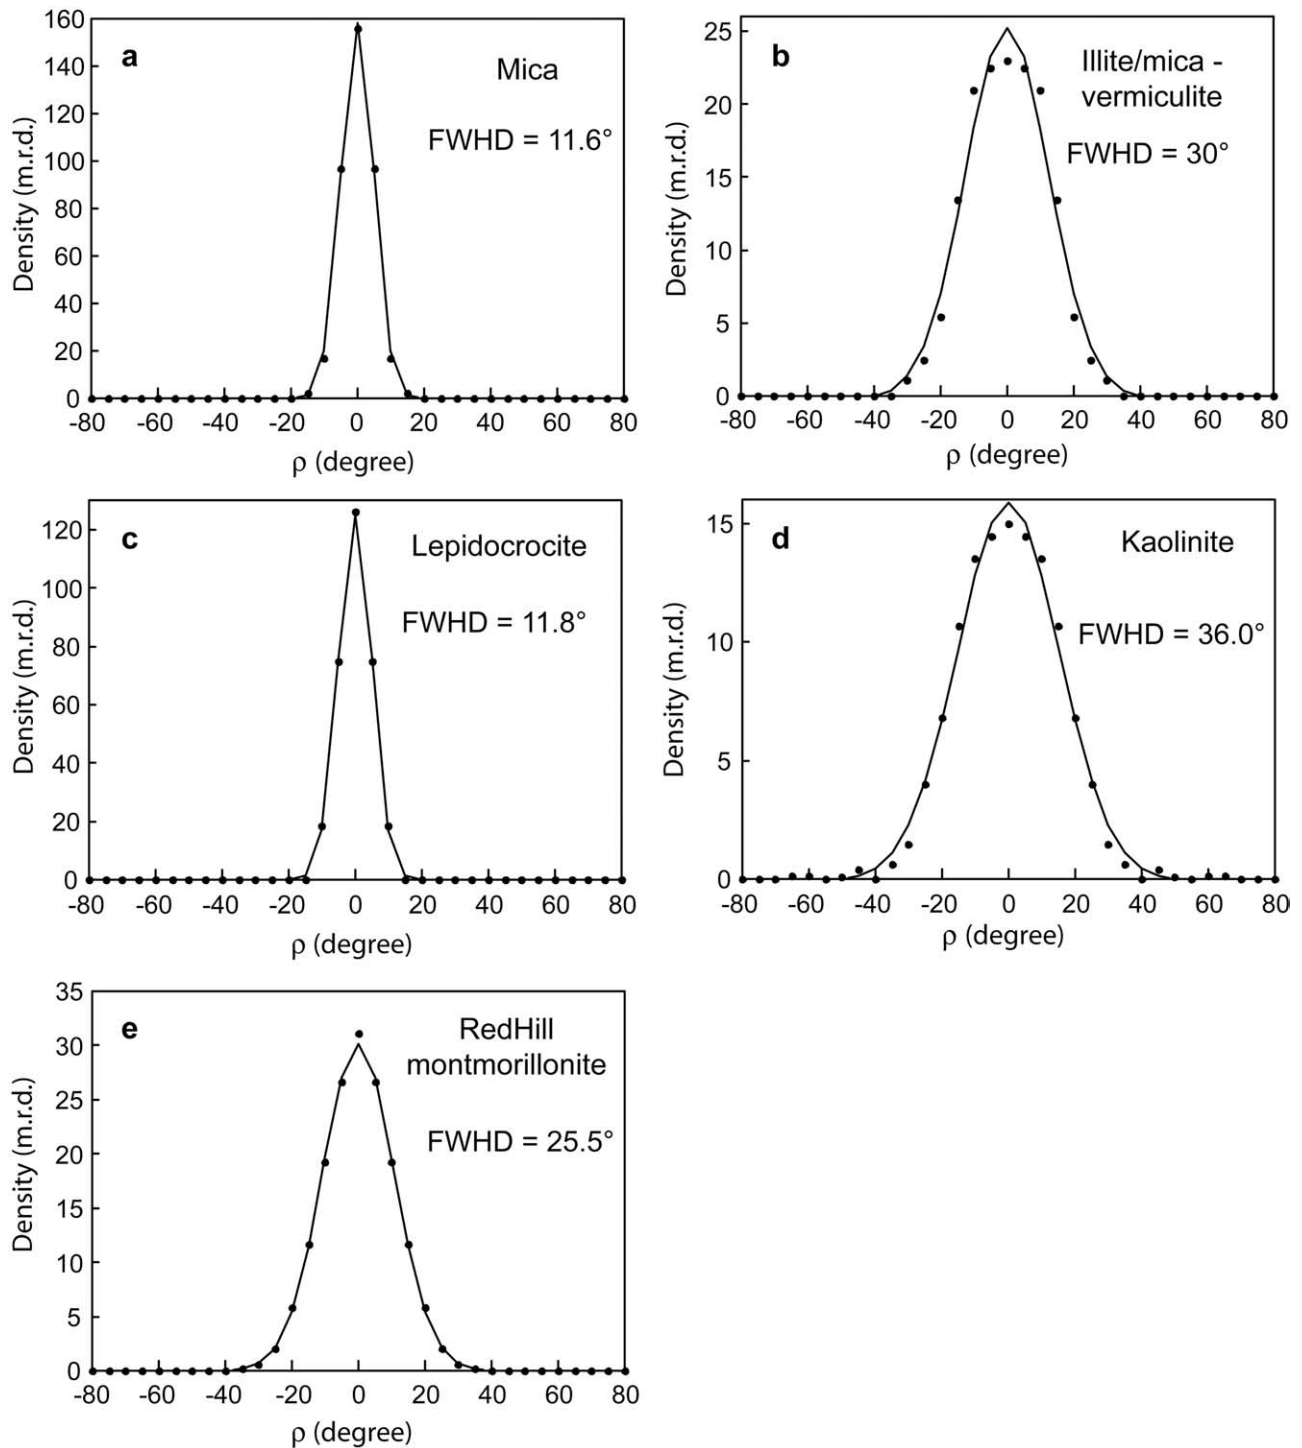 a
Mica
FWHD = 11.6°
Density (m.r.d.)
160
140
120
100
80
60
40
20
0
-80 -60 -40 -20 0 20 40 60 80
ρ (degree)
b
Illite/mica -
vermiculite
FWHD = 30°
Density (m.r.d.)
25
20
15
10
5
0
-80 -60 -40 -20 0 20 40 60 80
ρ (degree)
c
Lepidocrocite
FWHD = 11.8°
Density (m.r.d.)
120
100
80
60
40
20
0
-80 -60 -40 -20 0 20 40 60 80
ρ (degree)
d
Kaolinite
FWHD = 36.0°
Density (m.r.d.)
15
10
5
0
-80 -60 -40 -20 0 20 40 60 80
ρ (degree)
e
RedHill
montmorillonite
FWHD = 25.5°
Density (m.r.d.)
35
30
25
20
15
10
5
0
-80 -60 -40 -20 0 20 40 60 80
ρ (degree)